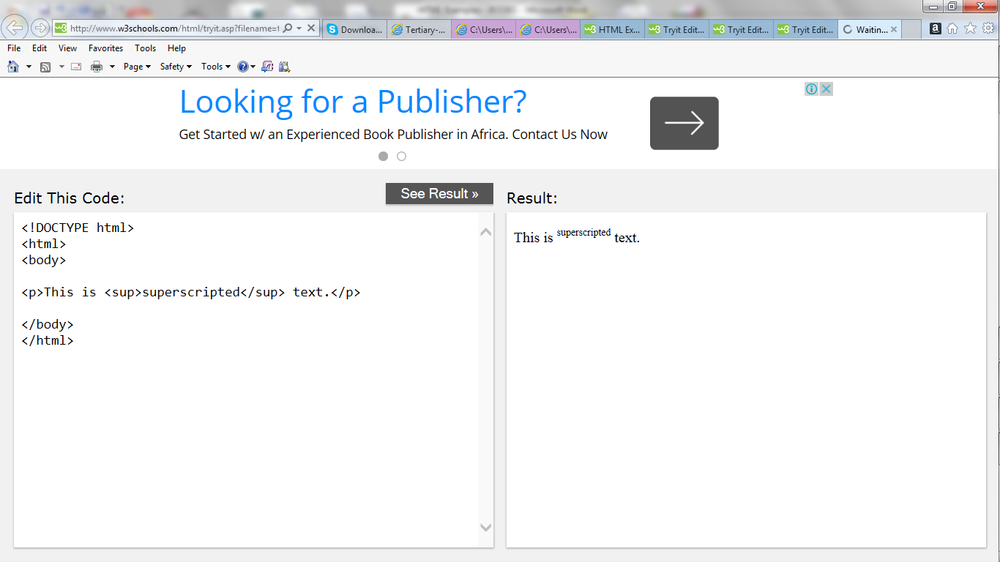 http://www.w3schools.com/html/tryit.asp?filename=
Downloa...
Tertiary-...
C:\Users\...
C:\Users\...
HTML Ex...
Tryit Edit...
Tryit Edit...
Tryit Edit...
Waitin...
File Edit View Favorites Tools Help
Page Safety Tools
Looking for a Publisher?
Get Started w/ an Experienced Book Publisher in Africa. Contact Us Now
Edit This Code:
See Result »
<!DOCTYPE html>
<html>
<body>
<p>This is <sup>superscripted</sup> text.</p>
</body>
</html>
Result:
This is superscripted text.